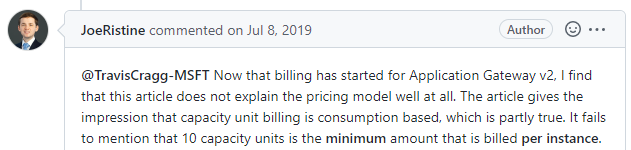 JoeRistine commented on Jul 8, 2019 Author
@TravisCragg-MSFT Now that billing has started for Application Gateway v2, I find
that this article does not explain the pricing model well at all. The article gives the
impression that capacity unit billing is consumption based, which is partly true. It fails
to mention that 10 capacity units is the minimum amount that is billed per instance.